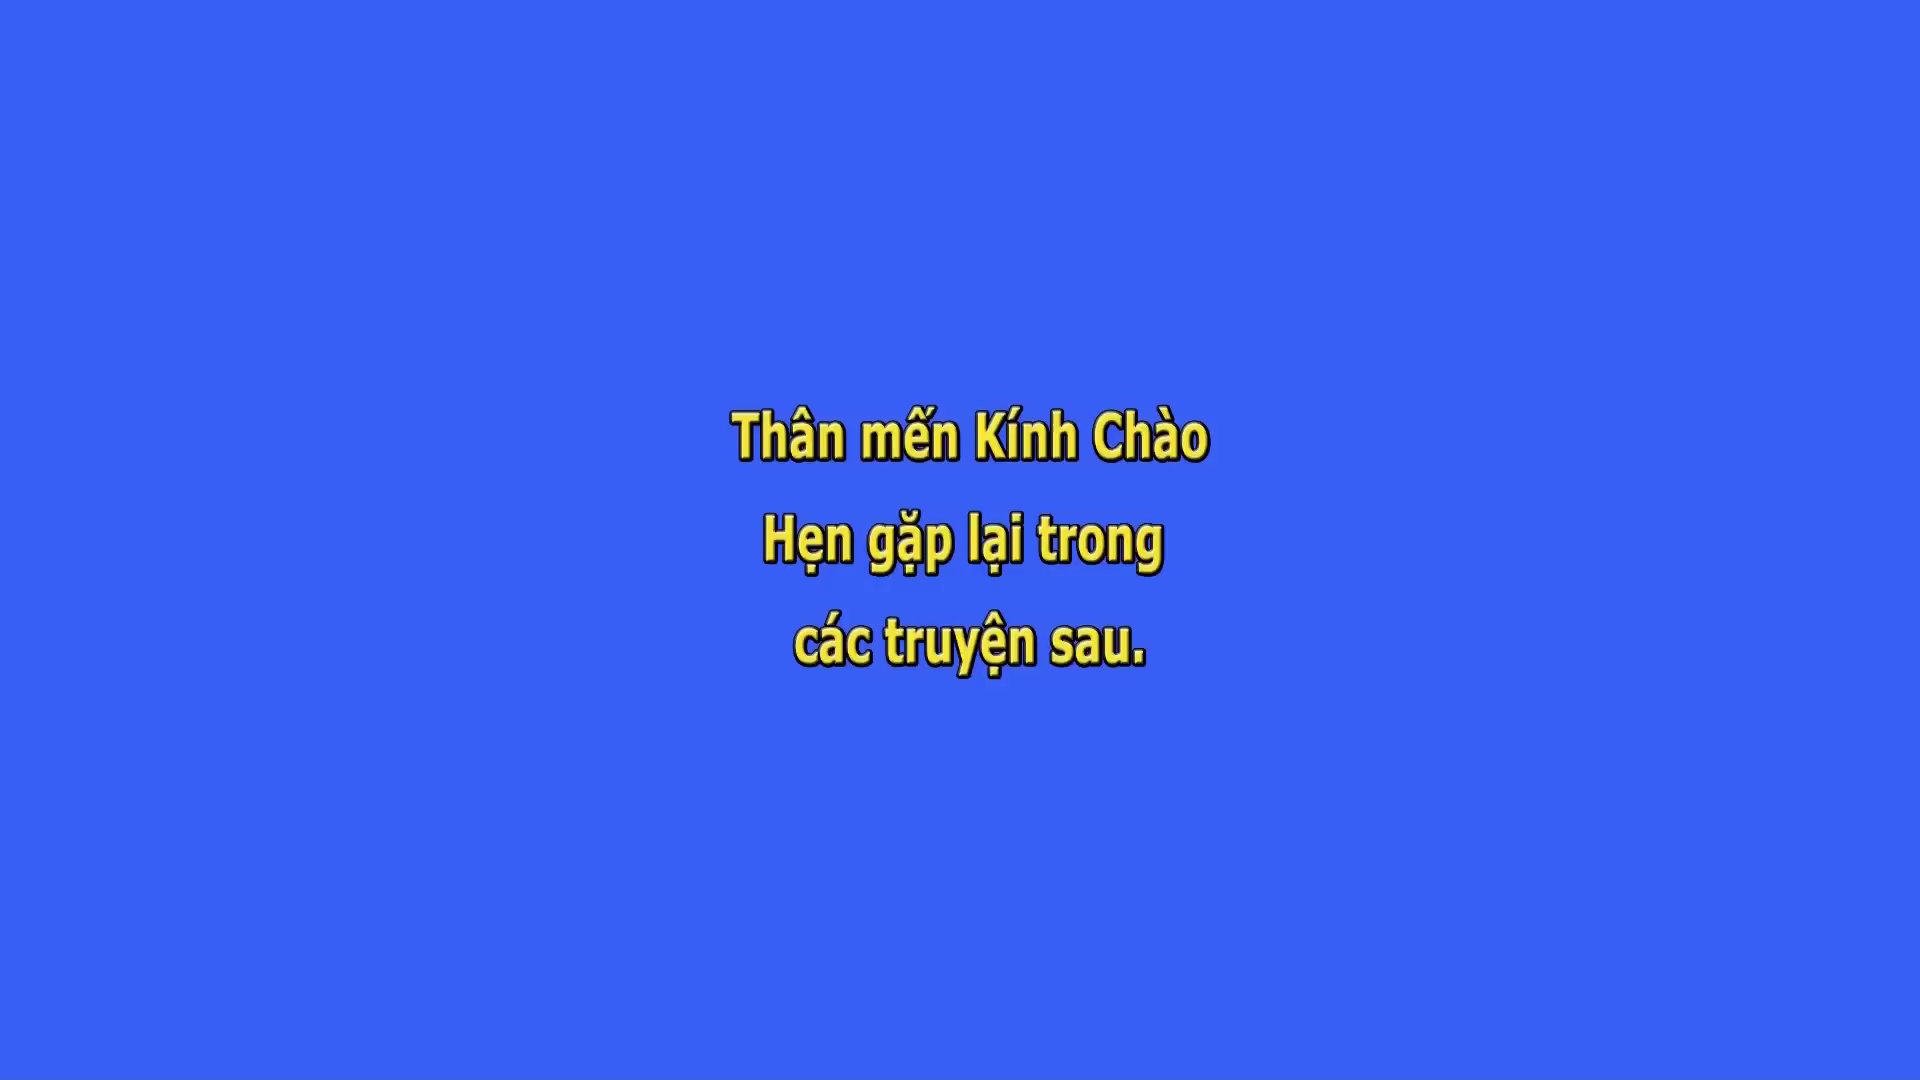 Thân mến Kính Chào
Hẹn gặp lại trong
các truyện sau.